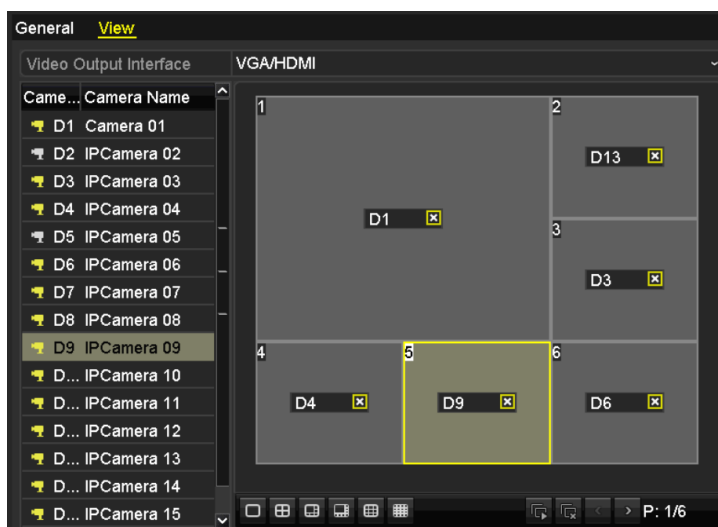 General View
Video Output Interface VGA/HDMI
Came... Camera Name
D1 Camera 01
D2 IPCamera 02
D3 IPCamera 03
D4 IPCamera 04
D5 IPCamera 05
D6 IPCamera 06
D7 IPCamera 07
D8 IPCamera 08
D9 IPCamera 09
D... IPCamera 10
D... IPCamera 11
D... IPCamera 12
D... IPCamera 13
D... IPCamera 14
D... IPCamera 15
1
D1
2
D13
3
D3
4
D4
5
D9
6
D6
P: 1/6